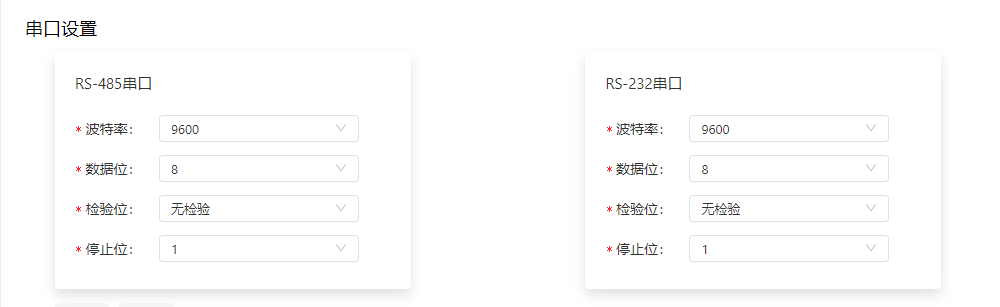 串口设置
RS-485串口
* 波特率： 9600
* 数据位： 8
* 检验位： 无检验
* 停止位： 1
RS-232串口
* 波特率： 9600
* 数据位： 8
* 检验位： 无检验
* 停止位： 1